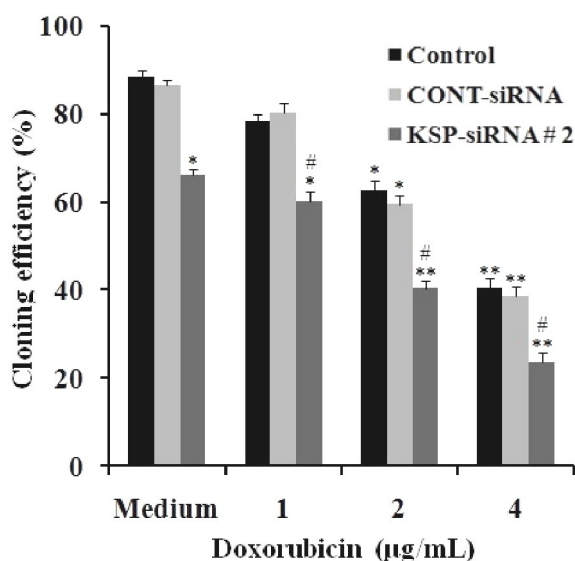 100
80
60
40
20
0
Cloning efficiency (%)
Control
CONT-siRNA
KSP-siRNA # 2
*
#
*
*
*
#
**
**
**
#
**
Medium 1 2 4
Doxorubicin (μg/mL)